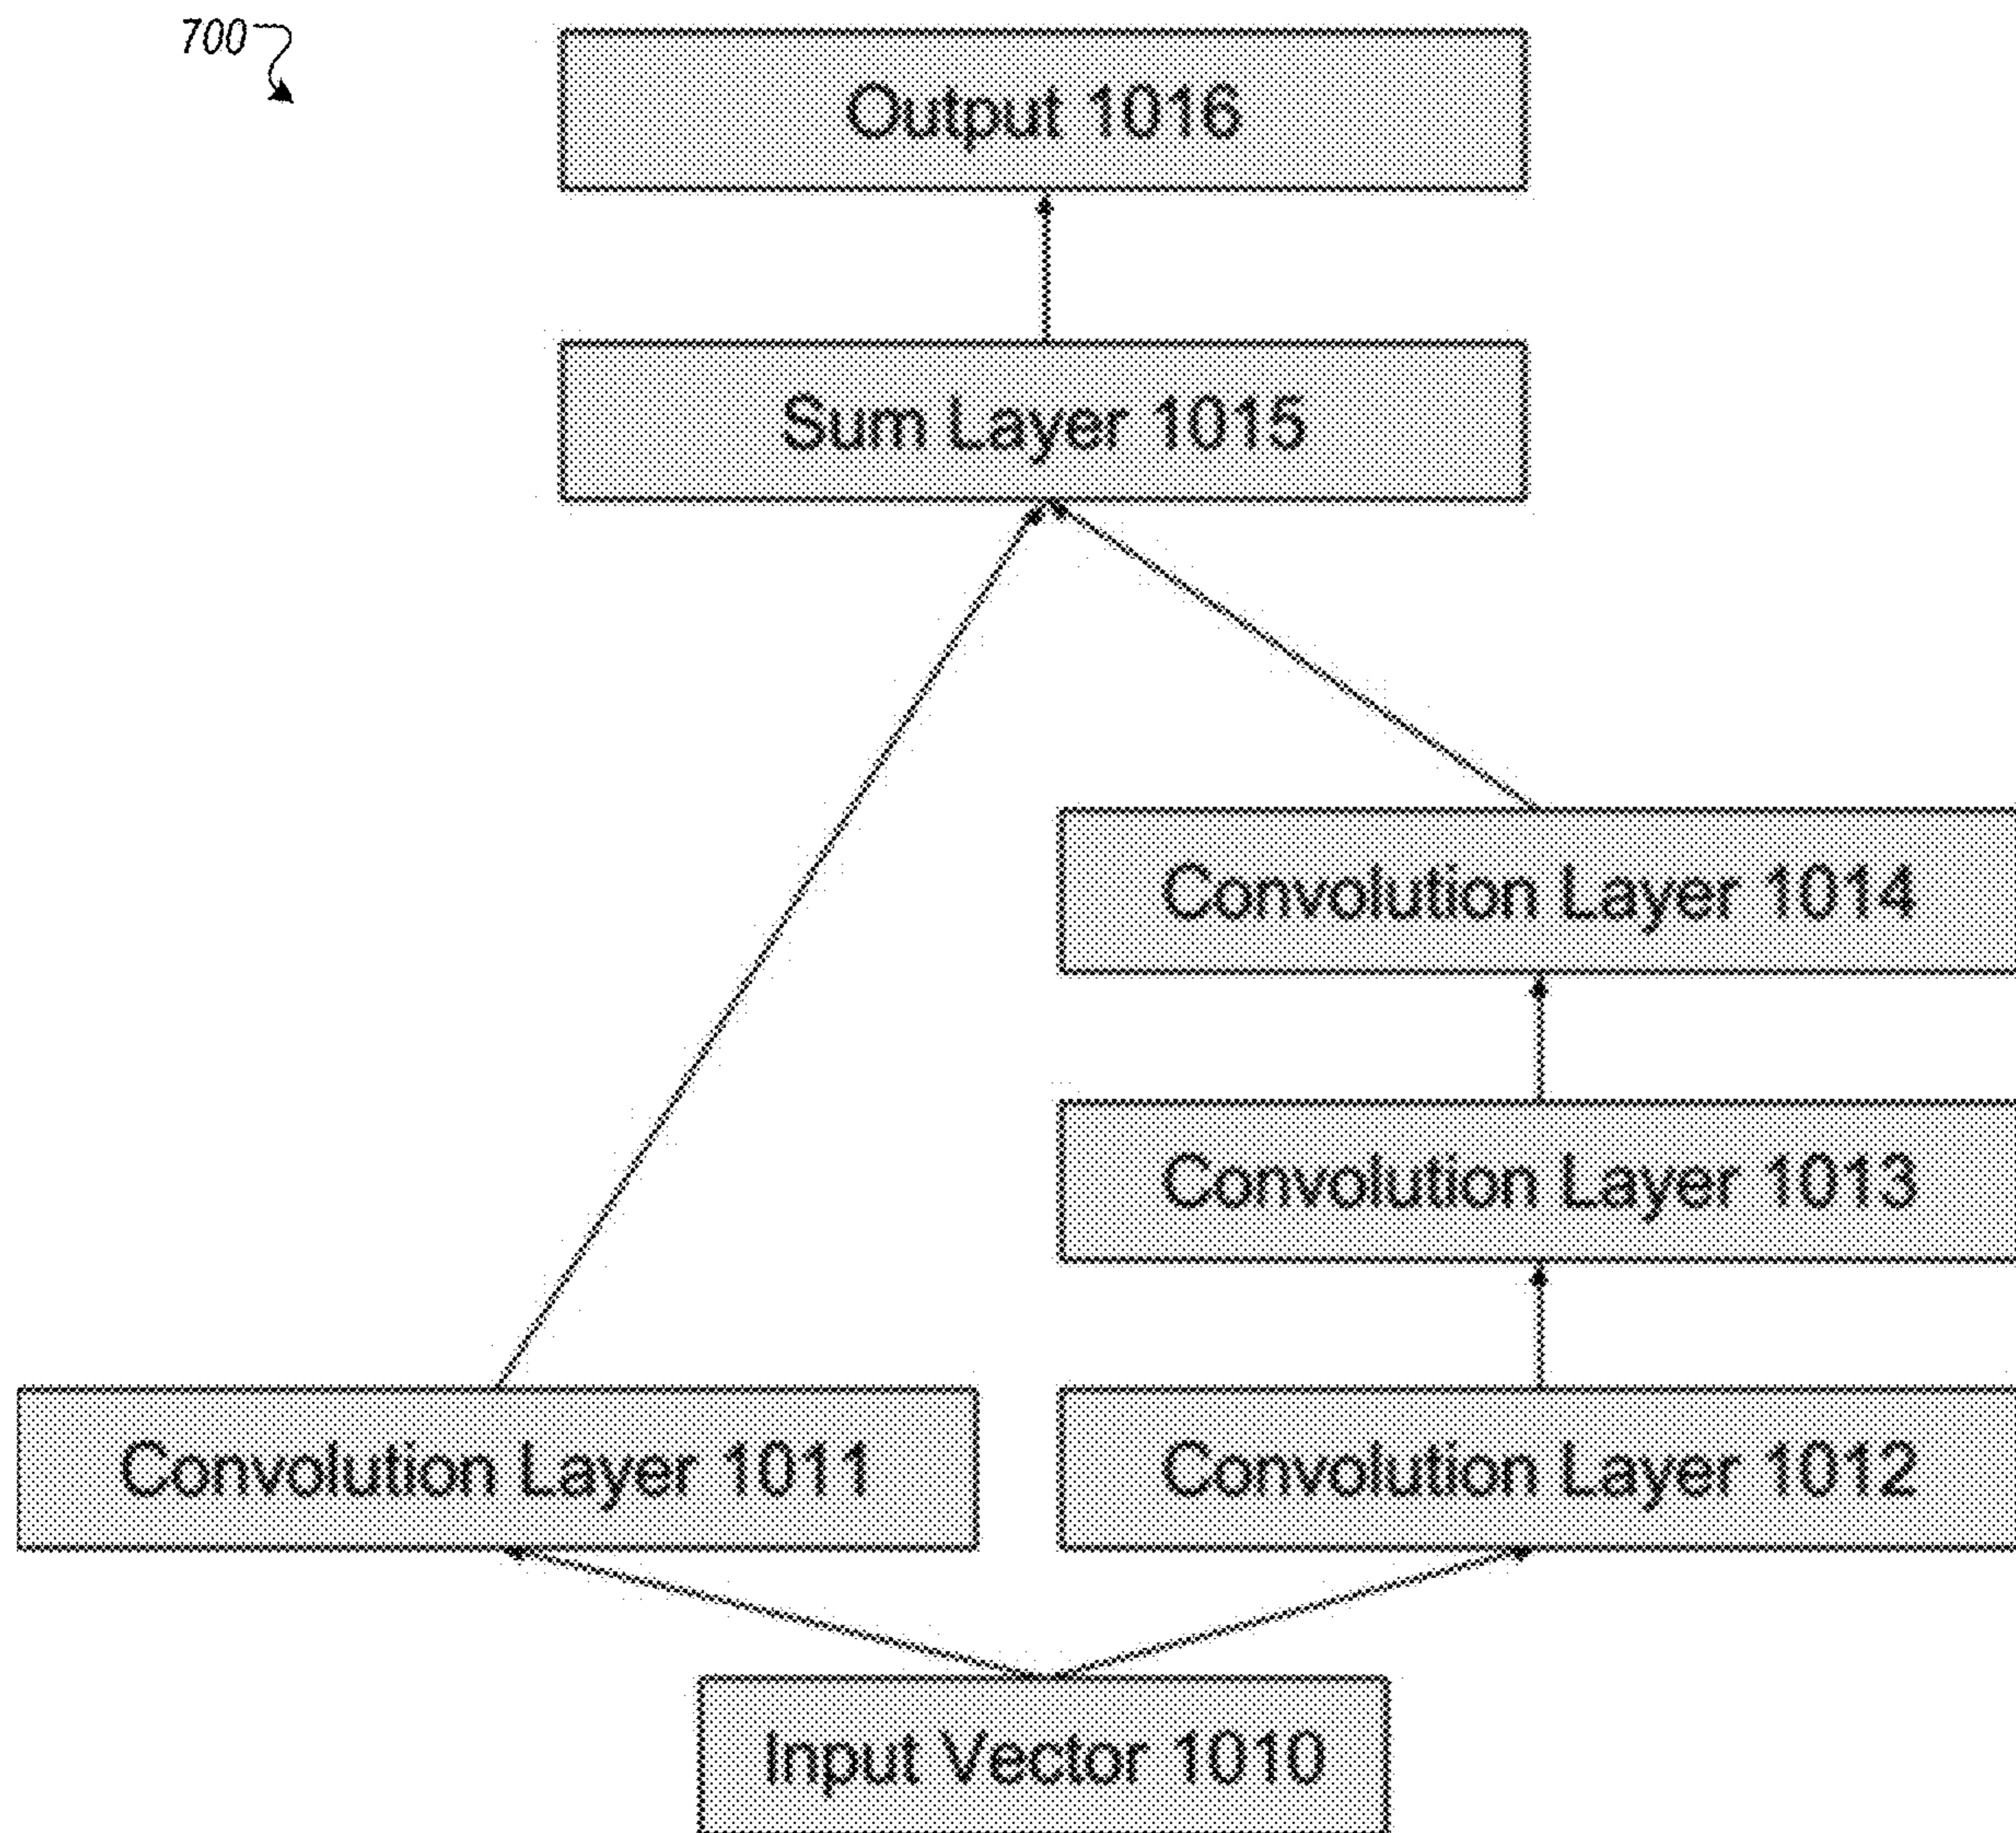 700
Output 1016
Sum Layer 1015
Convolution Layer 1014
Convolution Layer 1013
Convolution Layer 1011
Convolution Layer 1012
Input Vector 1010